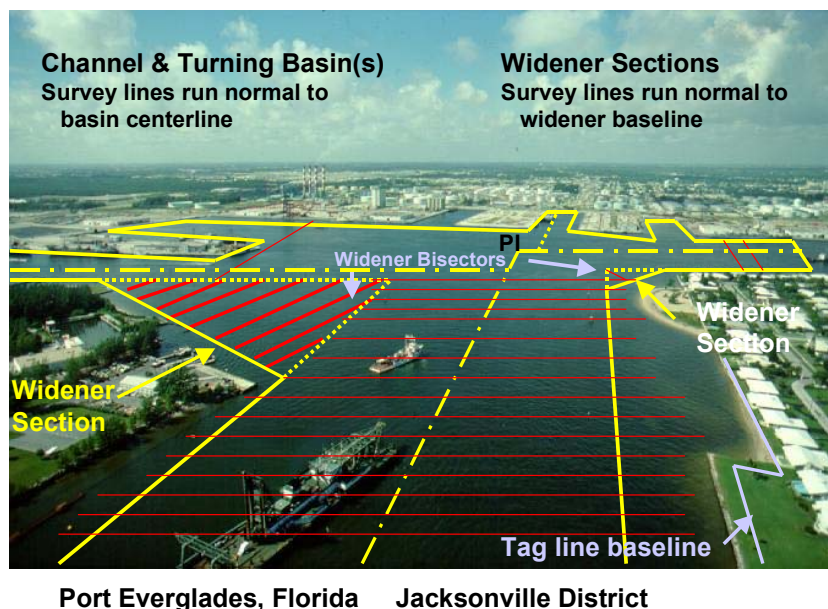 Channel & Turning Basin(s)
Survey lines run normal to
basin centerline
Widener Sections
Survey lines run normal to
widener baseline
PI
Widener Bisectors
Widener
Section
Widener
Section
Tag line baseline
Port Everglades, Florida Jacksonville District